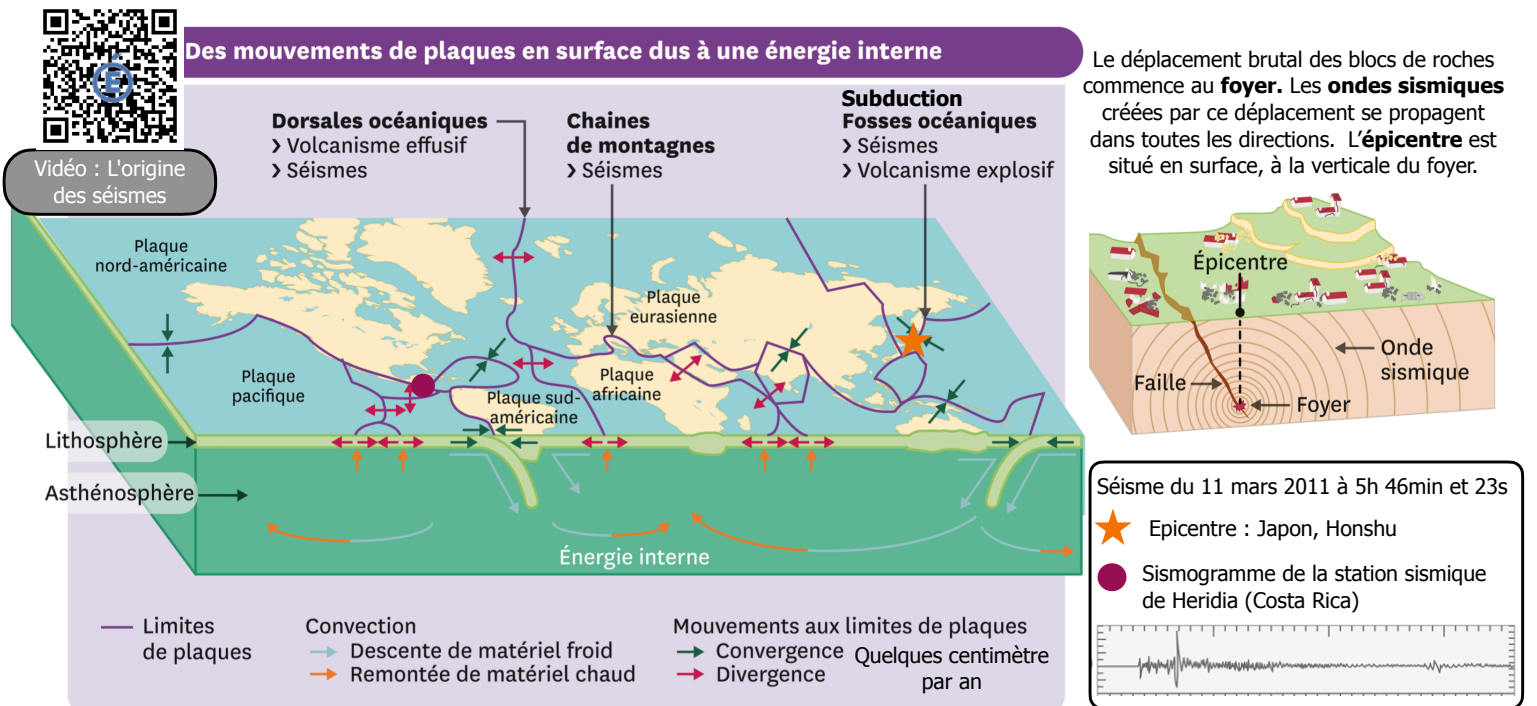 Des mouvements de plaques en surface dus à une énergie interne
É
Vidéo : L'origine
des séismes
Dorsales océaniques
› Volcanisme effusif
› Séismes
Chaines
de montagnes
› Séismes
Subduction
Fosses océaniques
› Séismes
› Volcanisme explosif
Plaque
nord-américaine
Plaque
pacifique
Plaque sud-
américaine
Plaque
africaine
Plaque
eurasienne
Lithosphère
Asthénosphère
Énergie interne
Limites
de plaques
Convection
Descente de matériel froid
Remontée de matériel chaud
Mouvements aux limites de plaques
Convergence
Divergence
Quelques centimètre
par an
Le déplacement brutal des blocs de roches
commence au foyer. Les ondes sismiques
créées par ce déplacement se propagent
dans toutes les directions. L'épicentre est
situé en surface, à la verticale du foyer.
Épicentre
Onde
sismique
Faille
Foyer
Séisme du 11 mars 2011 à 5h 46min et 23s
Epicentre : Japon, Honshu
Sismogramme de la station sismique
de Heridia (Costa Rica)